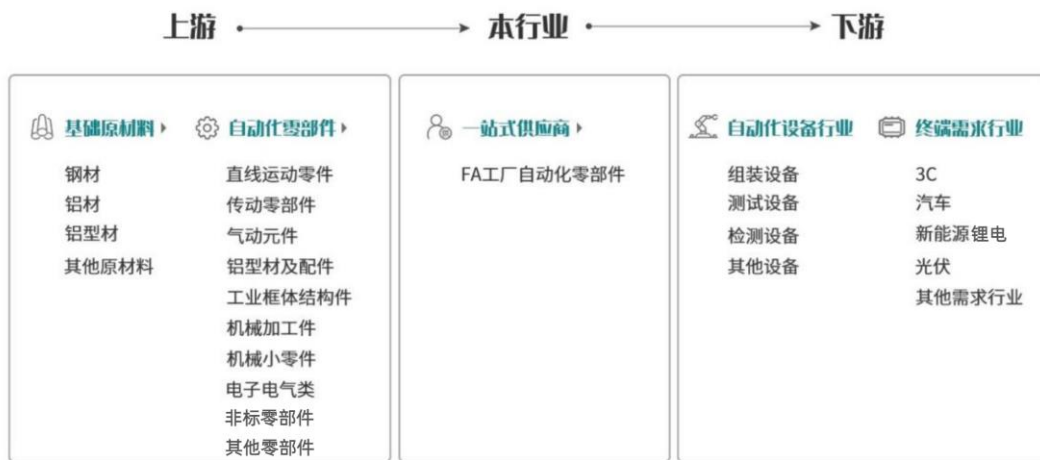 上游
本行业
下游
基础原材料
钢材
铝材
铝型材
其他原材料
自动化零部件
直线运动零件
传动零部件
气动元件
铝型材及配件
工业框体结构件
机械加工件
机械小零件
电子电气类
非标零部件
其他零部件
一站式供应商
FA工厂自动化零部件
自动化设备行业
组装设备
测试设备
检测设备
其他设备
终端需求行业
3C
汽车
新能源锂电
光伏
其他需求行业